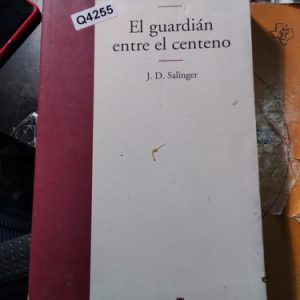 Q4255
El guardián
entre el centeno
J. D. Salinger